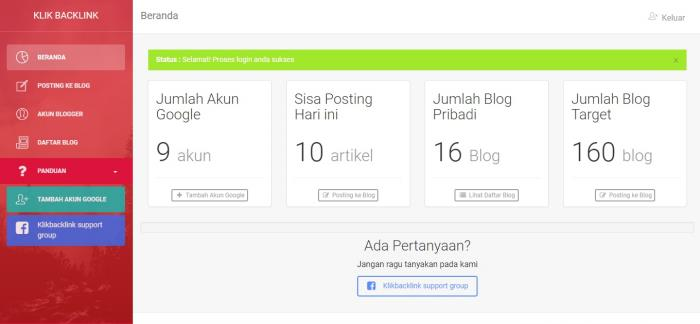 KLIK BACKLINK
BERANDA
POSTING KE BLOG
AKUN BLOGGER
DAFTAR BLOG
PANDUAN
TAMBAH AKUN GOOGLE
Klikbacklink support
group
Beranda
Keluar
Status : Selamat! Proses login anda sukses
x
Jumlah Akun
Google
9 akun
+ Tambah Akun Google
Sisa Posting
Hari ini
10 artikel
Posting ke Blog
Jumlah Blog
Pribadi
16 Blog
Lihat Daftar Blog
Jumlah Blog
Target
160 blog
Posting ke Blog
Ada Pertanyaan?
Jangan ragu tanyakan pada kami
Klikbacklink support group